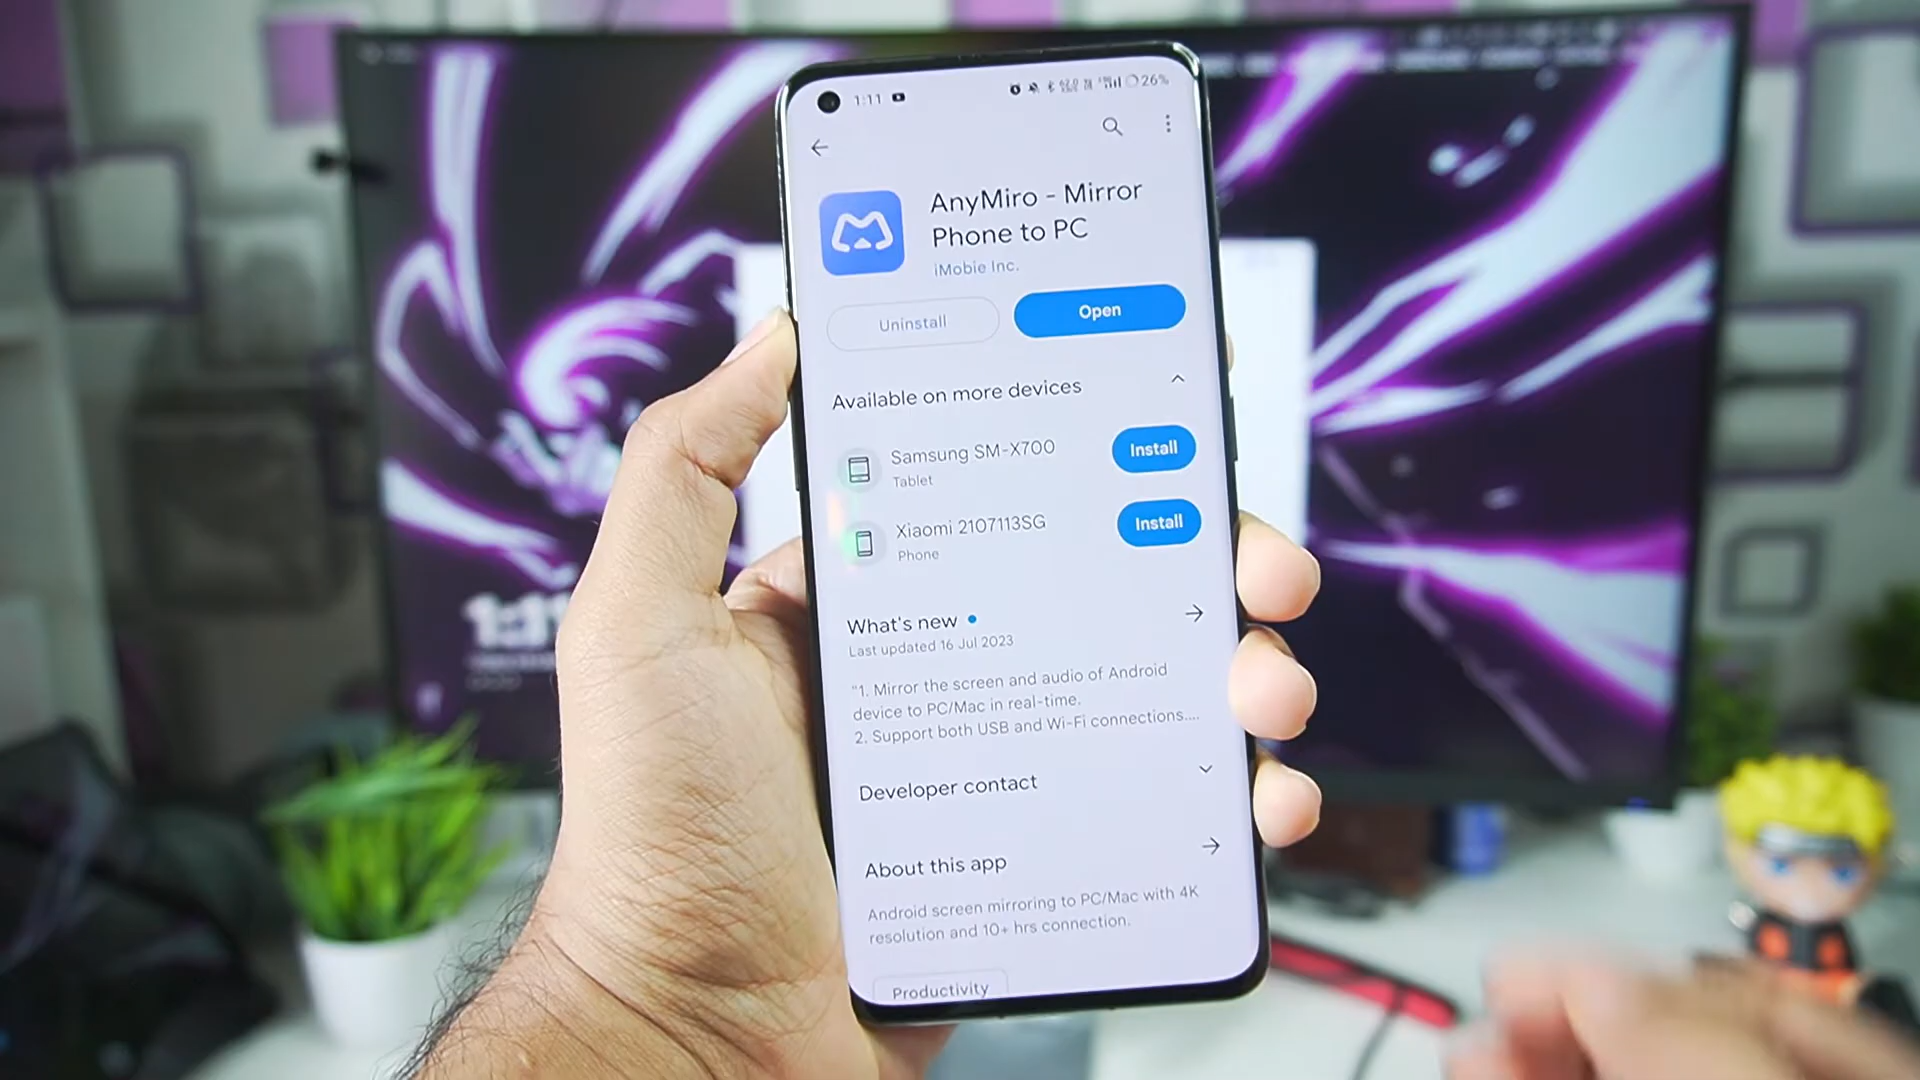 1:11
26%
AnyMiro - Mirror
Phone to PC
iMobie Inc.
Uninstall
Open
Available on more devices
Samsung SM-X700
Tablet
Install
Xiaomi 2107113SG
Phone
Install
What's new
Last updated 16 Jul 2023
"1. Mirror the screen and audio of Android
device to PC/Mac in real-time.
2. Support both USB and Wi-Fi connections....
Developer contact
About this app
Android screen mirroring to PC/Mac with 4K
resolution and 10+ hrs connection.
Productivity
1:11